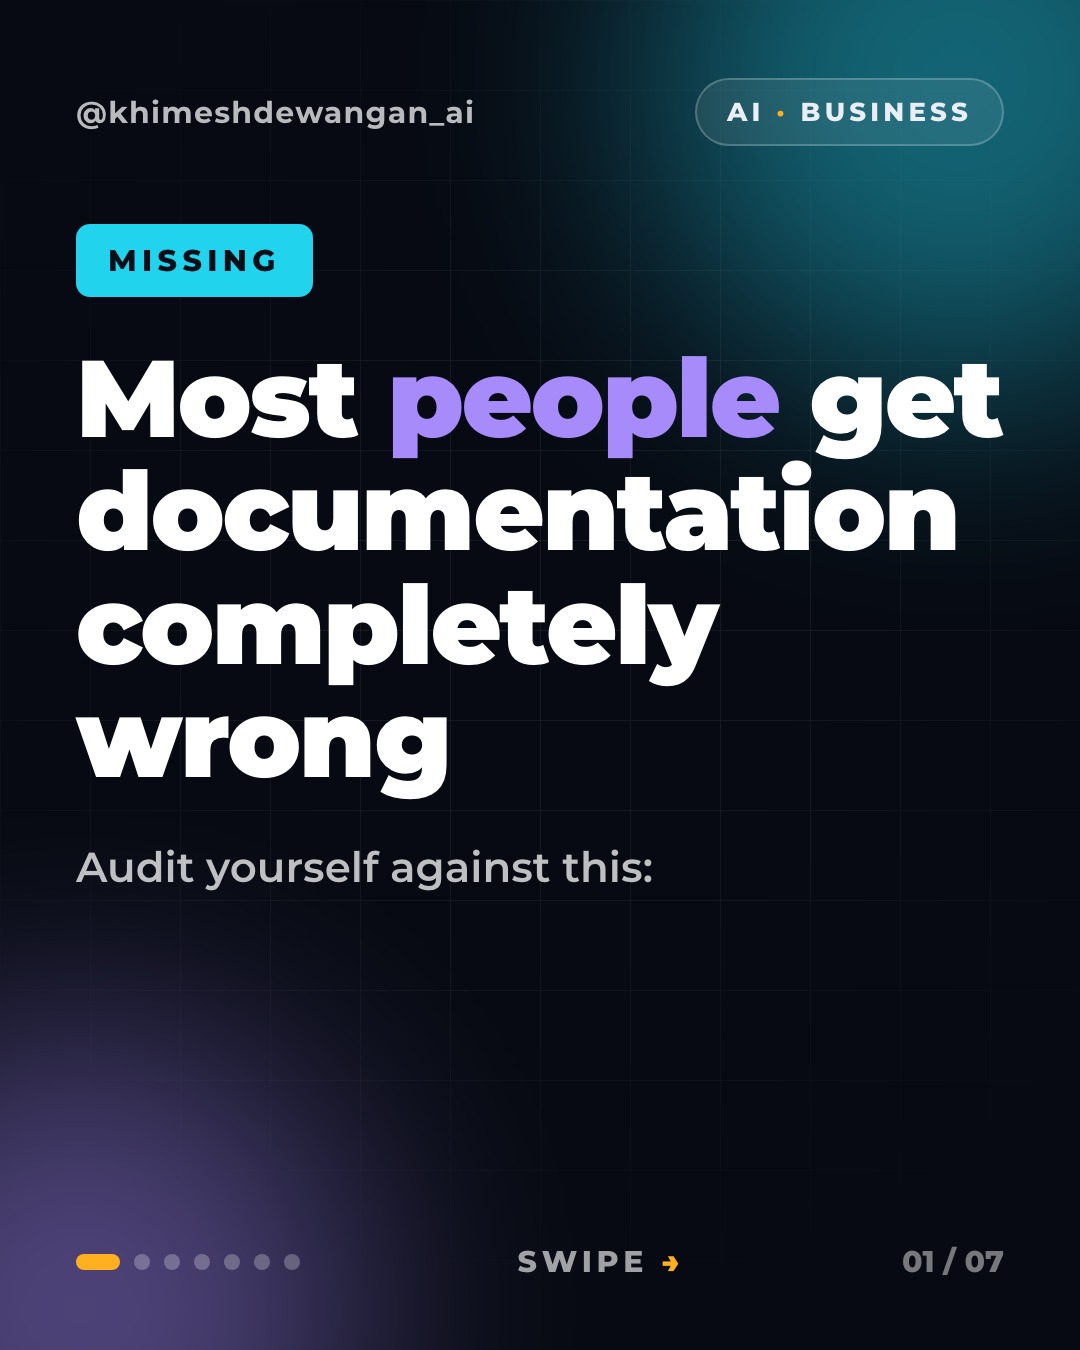 @khimeshdewangan_ai
AI · BUSINESS
MISSING
Most people get
documentation
completely
wrong
Audit yourself against this:
SWIPE →
01 / 07